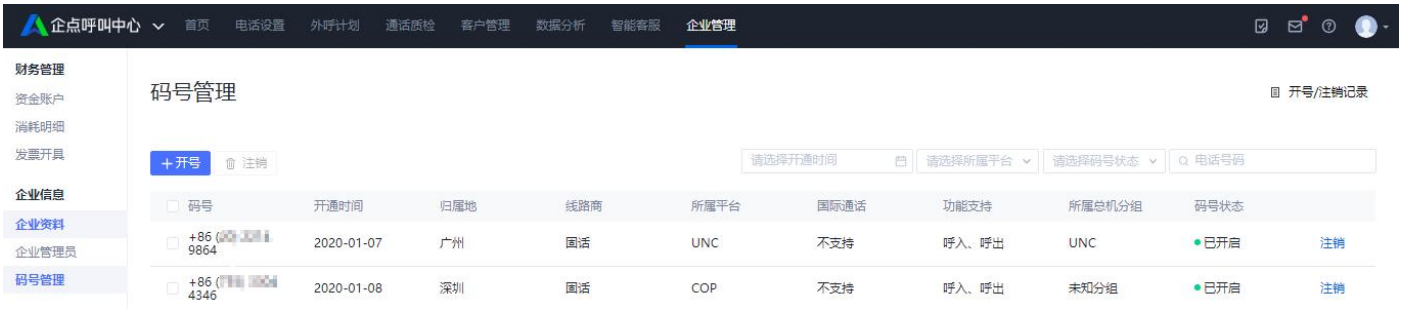 企点呼叫中心 首页 电话设置 外呼计划 通话质检 客户管理 数据分析 智能客服 企业管理
财务管理
资金账户
消耗明细
发票开具
企业信息
企业资料
企业管理员
码号管理
码号管理
开号/注销记录
+开号 注销 请选择开通时间 请选择所属平台 请选择码号状态 电话号码
码号 开通时间 归属地 线路商 所属平台 国际通话 功能支持 所属总机分组 码号状态
+86 (
9864 2020-01-07 广州 固话 UNC 不支持 呼入、呼出 UNC 已开启 注销
+86 (
4346 2020-01-08 深圳 固话 COP 不支持 呼入、呼出 未知分组 已开启 注销